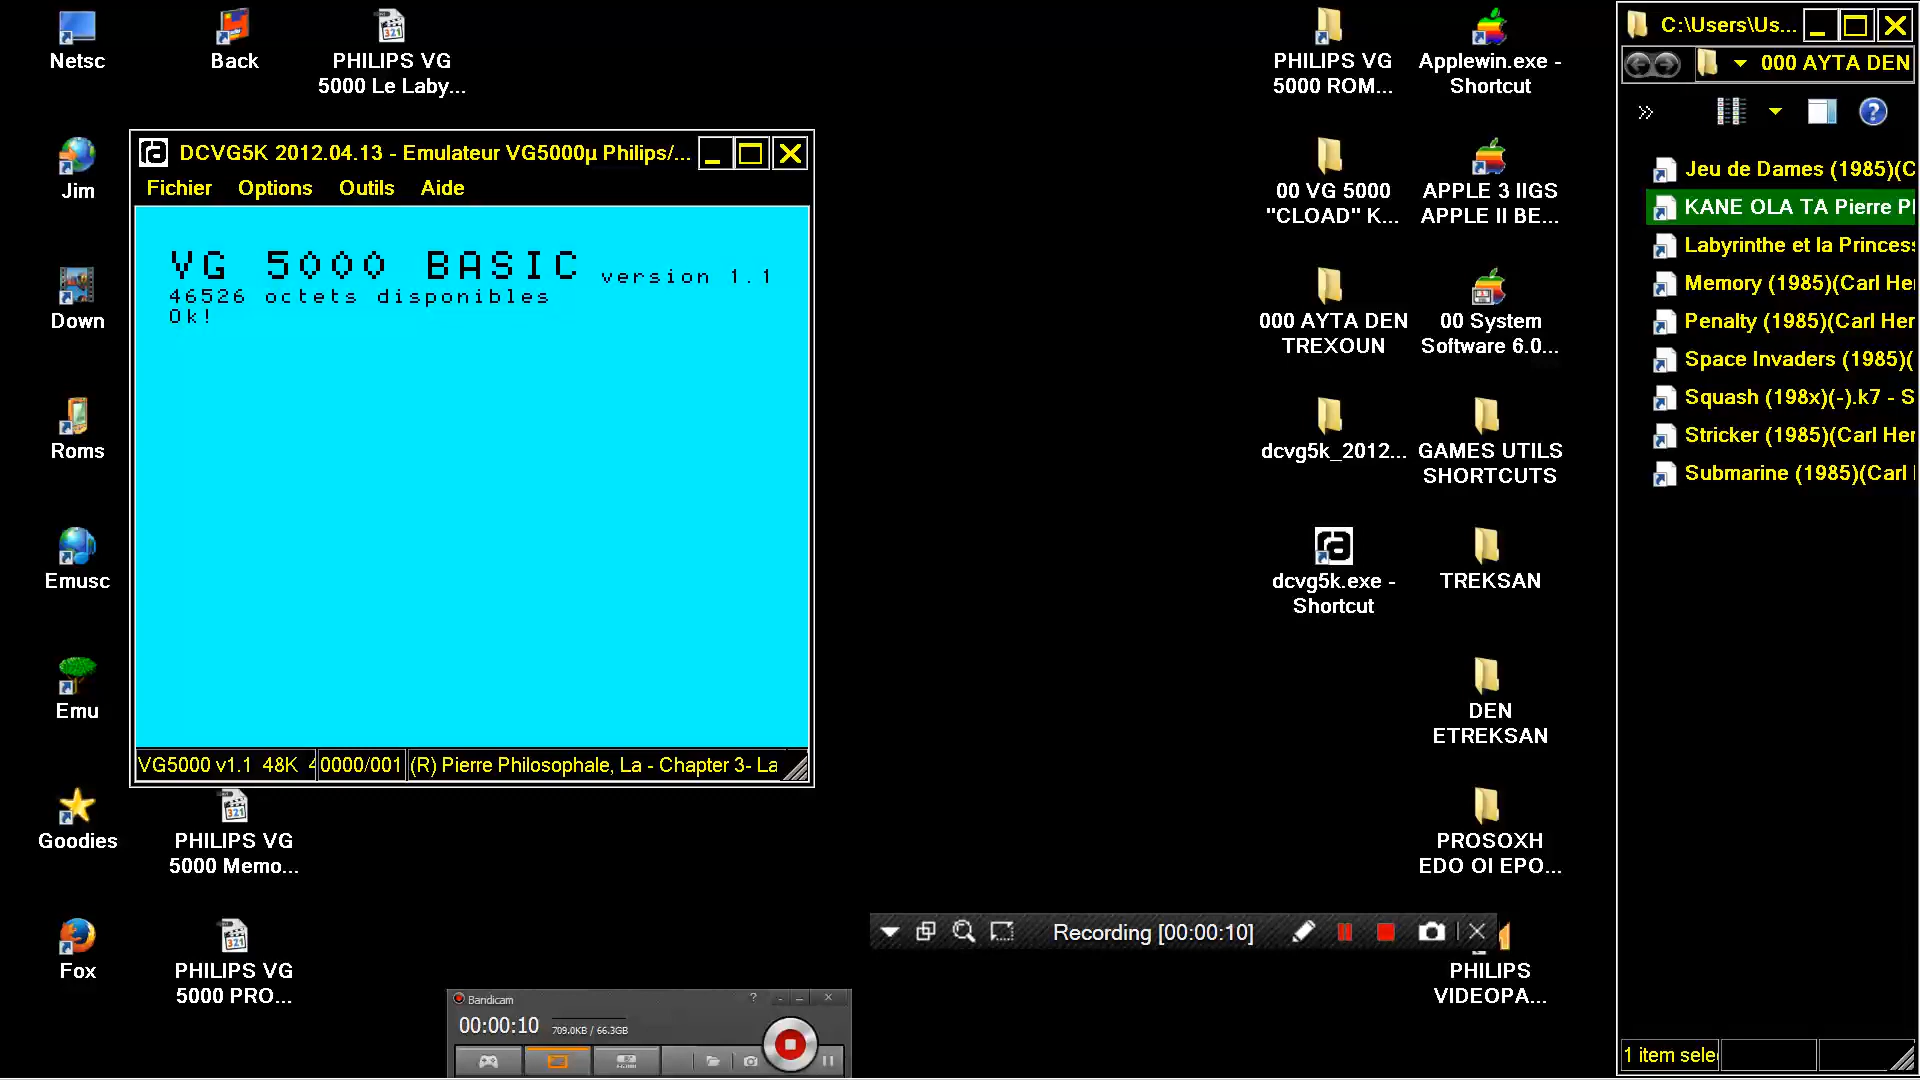 Netsc
Back
PHILIPS VG
5000 Le Laby...
Jim
Down
Roms
Emusc
Emu
Goodies
Fox
DCVG5K 2012.04.13 - Emulateur VG5000µ Philips/...
Fichier Options Outils Aide
VG 5000 BASIC version 1.1
46526 octets disponibles
Ok!
VG5000 v1.1 48K 0000/001 (R) Pierre Philosophale, La - Chapter 3- La
PHILIPS VG
5000 Memo...
PHILIPS VG
5000 PRO...
PHILIPS VG
5000 ROM...
00 VG 5000
"CLOAD" K...
000 AYTA DEN
TREXOUN
dcvg5k_2012...
dcvg5k.exe -
Shortcut
Applewin.exe -
Shortcut
APPLE 3 IIGS
APPLE II BE...
00 System
Software 6.0...
GAMES UTILS
SHORTCUTS
TREKSAN
DEN
ETREKSAN
PROSOXH
EDO OI EPO...
PHILIPS
VIDEOPA...
Recording [00:00:10]
Bandicam
00:00:10 709.0KB / 66.3GB
C:\Users\Us...
000 AYTA DEN
Jeu de Dames (1985)(C
KANE OLA TA Pierre P
Labyrinthe et la Princes
Memory (1985)(Carl He
Penalty (1985)(Carl Her
Space Invaders (1985)(
Squash (198x)(-).k7 - S
Stricker (1985)(Carl Her
Submarine (1985)(Carl
1 item sele